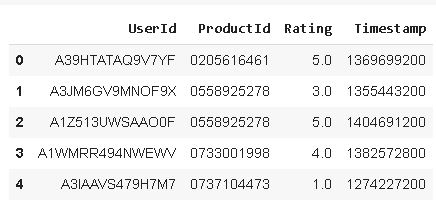 UserId ProductId Rating Timestamp
0 A39HTATAQ9V7YF 0205616461 5.0 1369699200
1 A3JM6GV9MNOF9X 0558925278 3.0 1355443200
2 A1Z513UWSAAO0F 0558925278 5.0 1404691200
3 A1WMRR494NWEWV 0733001998 4.0 1382572800
4 A3IAAVS479H7M7 0737104473 1.0 1274227200